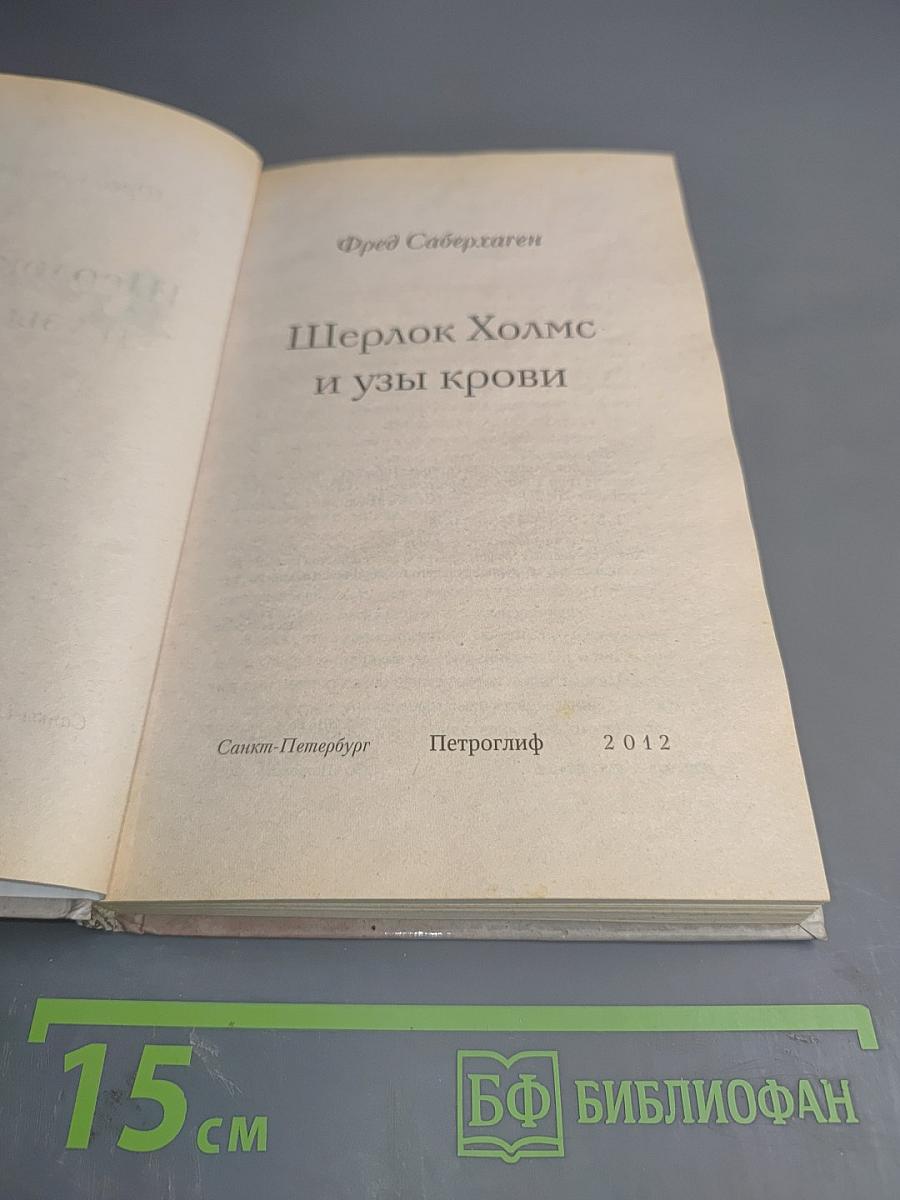 Фред Саберхаген
Шерлок Холмс
и узы крови
Санкт-Петербург Петроглиф 2012
15 см
БФ БИБЛИОФАН